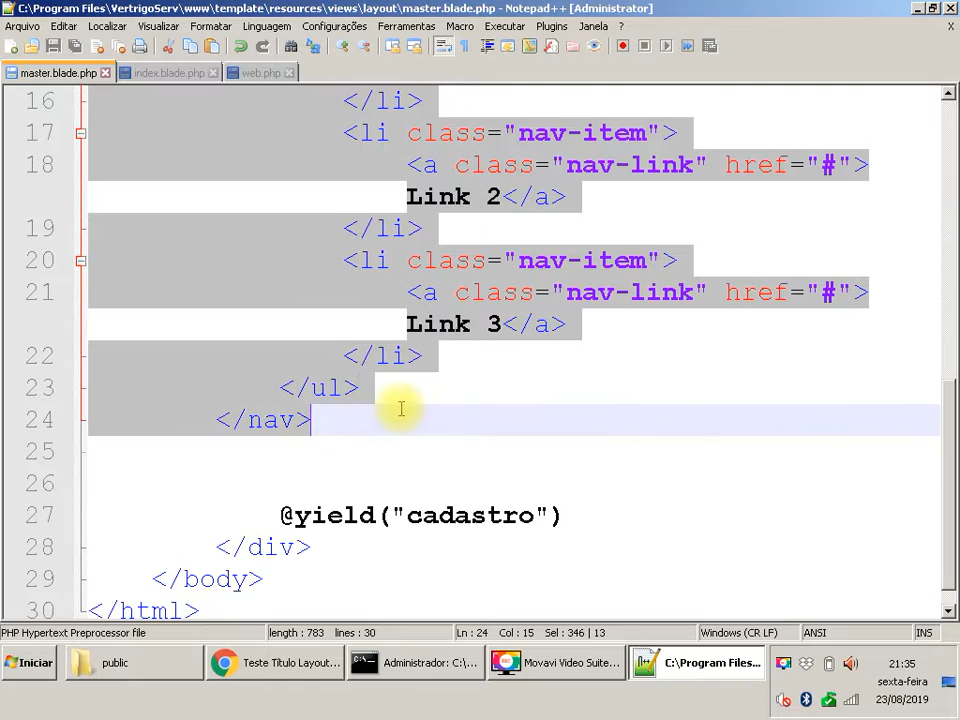 C:\Program Files\VertrigoServ\www\template\resources\views\layout\master.blade.php - Notepad++ [Administrator]
Arquivo Editar Localizar Visualizar Formatar Linguagem Configurações Ferramentas Macro Executar Plugins Janela ? X
master.blade.php index.blade.php web.php
16 </li>
17 <li class="nav-item">
18 <a class="nav-link" href="#">
Link 2</a>
19 </li>
20 <li class="nav-item">
21 <a class="nav-link" href="#">
Link 3</a>
22 </li>
23 </ul>
24 </nav>
25
26
27 @yield("cadastro")
28 </div>
29 </body>
30 </html>
PHP Hypertext Preprocessor file length : 783 lines : 30 Ln : 24 Col : 15 Sel : 346 | 13 Windows (CR LF) ANSI INS
Iniciar public Teste Título Layout... Administrador: C:\... Movavi Video Suite... C:\Program Files... 21:35
sexta-feira
23/08/2019